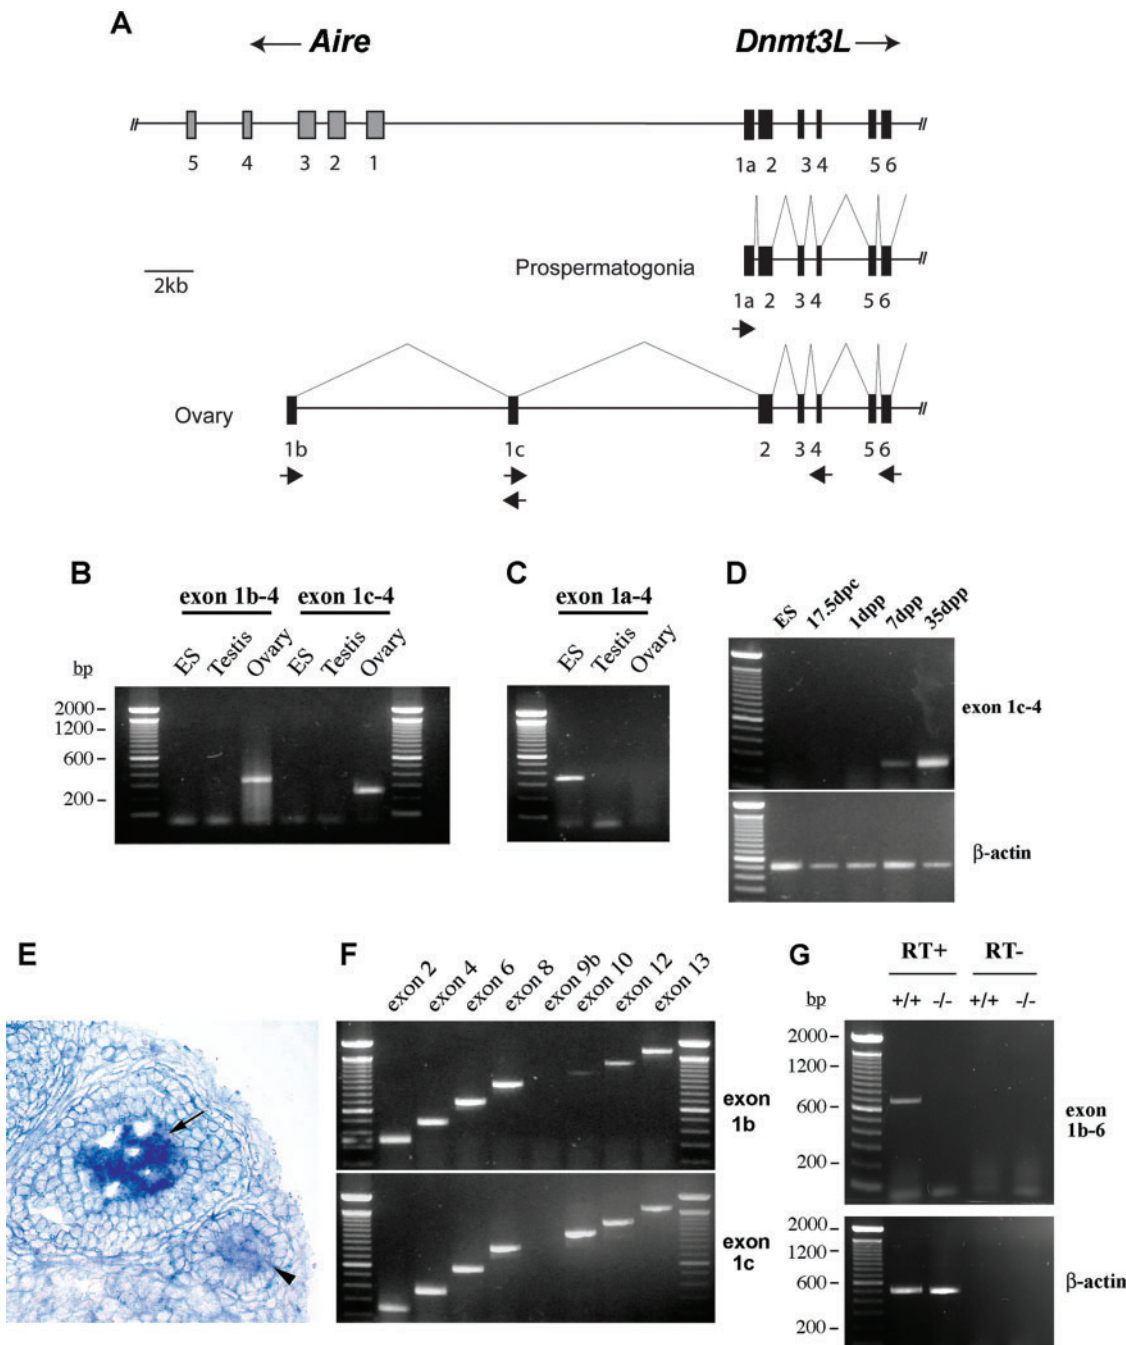 A
Aire Dnmt3L
// //
5 4 3 2 1 1a 2 3 4 5 6
//
Prospermatogonia
2kb
1a 2 3 4 5 6
//
Ovary
1b 1c 2 3 4 5 6
B
exon 1b-4 exon 1c-4
ES Testis Ovary ES Testis Ovary
bp
2000
1200
600
200
C
exon 1a-4
ES Testis Ovary
D
ES 17.5dpc 1dpp 7dpp 35dpp
exon 1c-4
β-actin
E
F
exon 2 exon 4 exon 6 exon 8 exon 9b exon 10 exon 12 exon 13
exon
1b
exon
1c
G
RT+ RT-
bp +/+ -/- +/+ -/-
2000
1200
600
200
exon
1b-6
2000
1200
600
200
β-actin